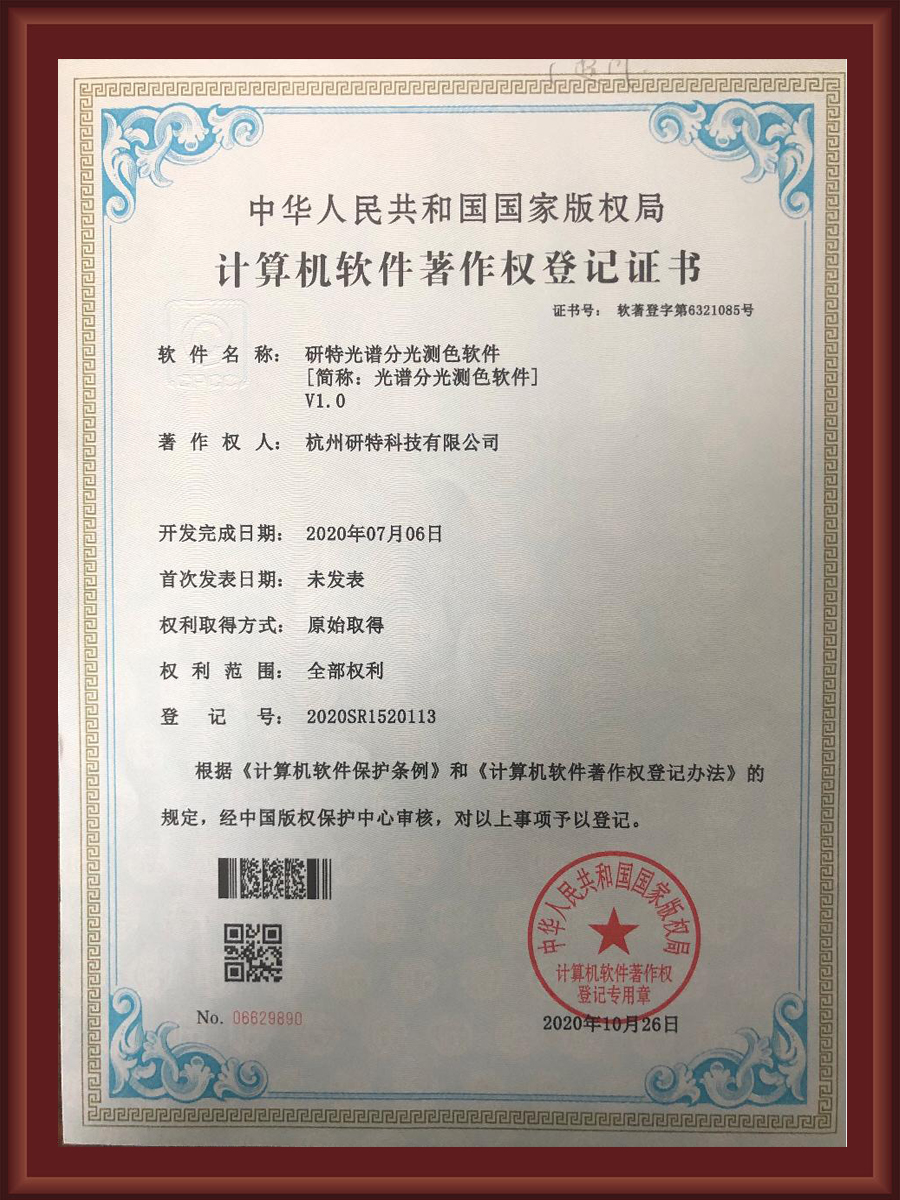 中华人民共和国国家版权局
计算机软件著作权登记证书
证书号： 软著登字第6321085号
软件名称： 研特光谱分光测色软件
[简称：光谱分光测色软件]
V1.0
著作权人： 杭州研特科技有限公司
开发完成日期： 2020年07月06日
首次发表日期： 未发表
权利取得方式： 原始取得
权利范围： 全部权利
登记号： 2020SR1520113
根据《计算机软件保护条例》和《计算机软件著作权登记办法》的
规定，经中国版权保护中心审核，对以上事项予以登记。
中华人民共和国国家版权局
计算机软件著作权
登记专用章
No. 06629890
2020年10月26日